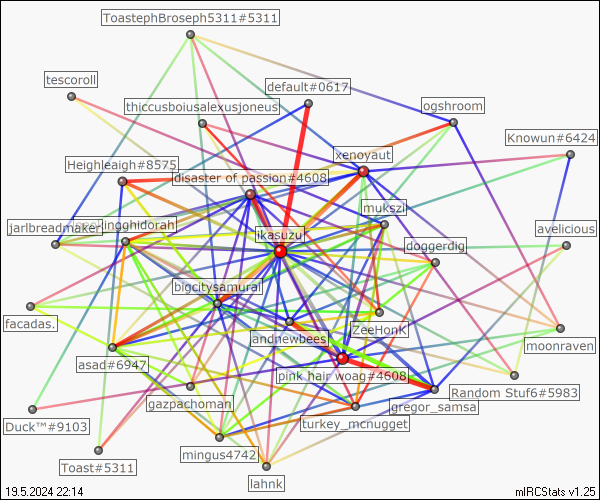 ToastephBroseph5311#5311
tescoroll
default#0617
thiccusboiusalexusjoneus
ogshroom
Knowun#6424
xenoyaut
Heighleagh#8575
disaster of passion#4608
mukszi
jarlbreadmaker
lingghidorah
ikasuzu
avelicious
doggerdig
bigcitysamurai
facadas.
ZeeHonK
andnewbees
moonraven
asad#6947
pink hair woag#4608
Random Stuf6#5983
gazpachoman
gregor_samsa
Duck™#9103
turkey_mcnugget
mingus4742
Toast#5311
lahnk
19.5.2024 22:14
mIRCStats v1.25